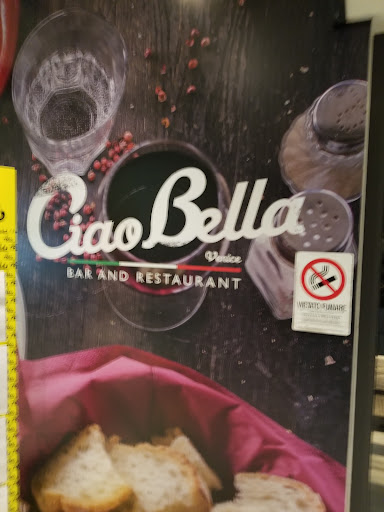 Ciao Bella
Venice
BAR AND RESTAURANT
VIETATO FUMARE